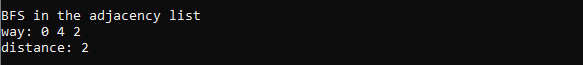 BFS in the adjacency list
way: 0 4 2
distance: 2